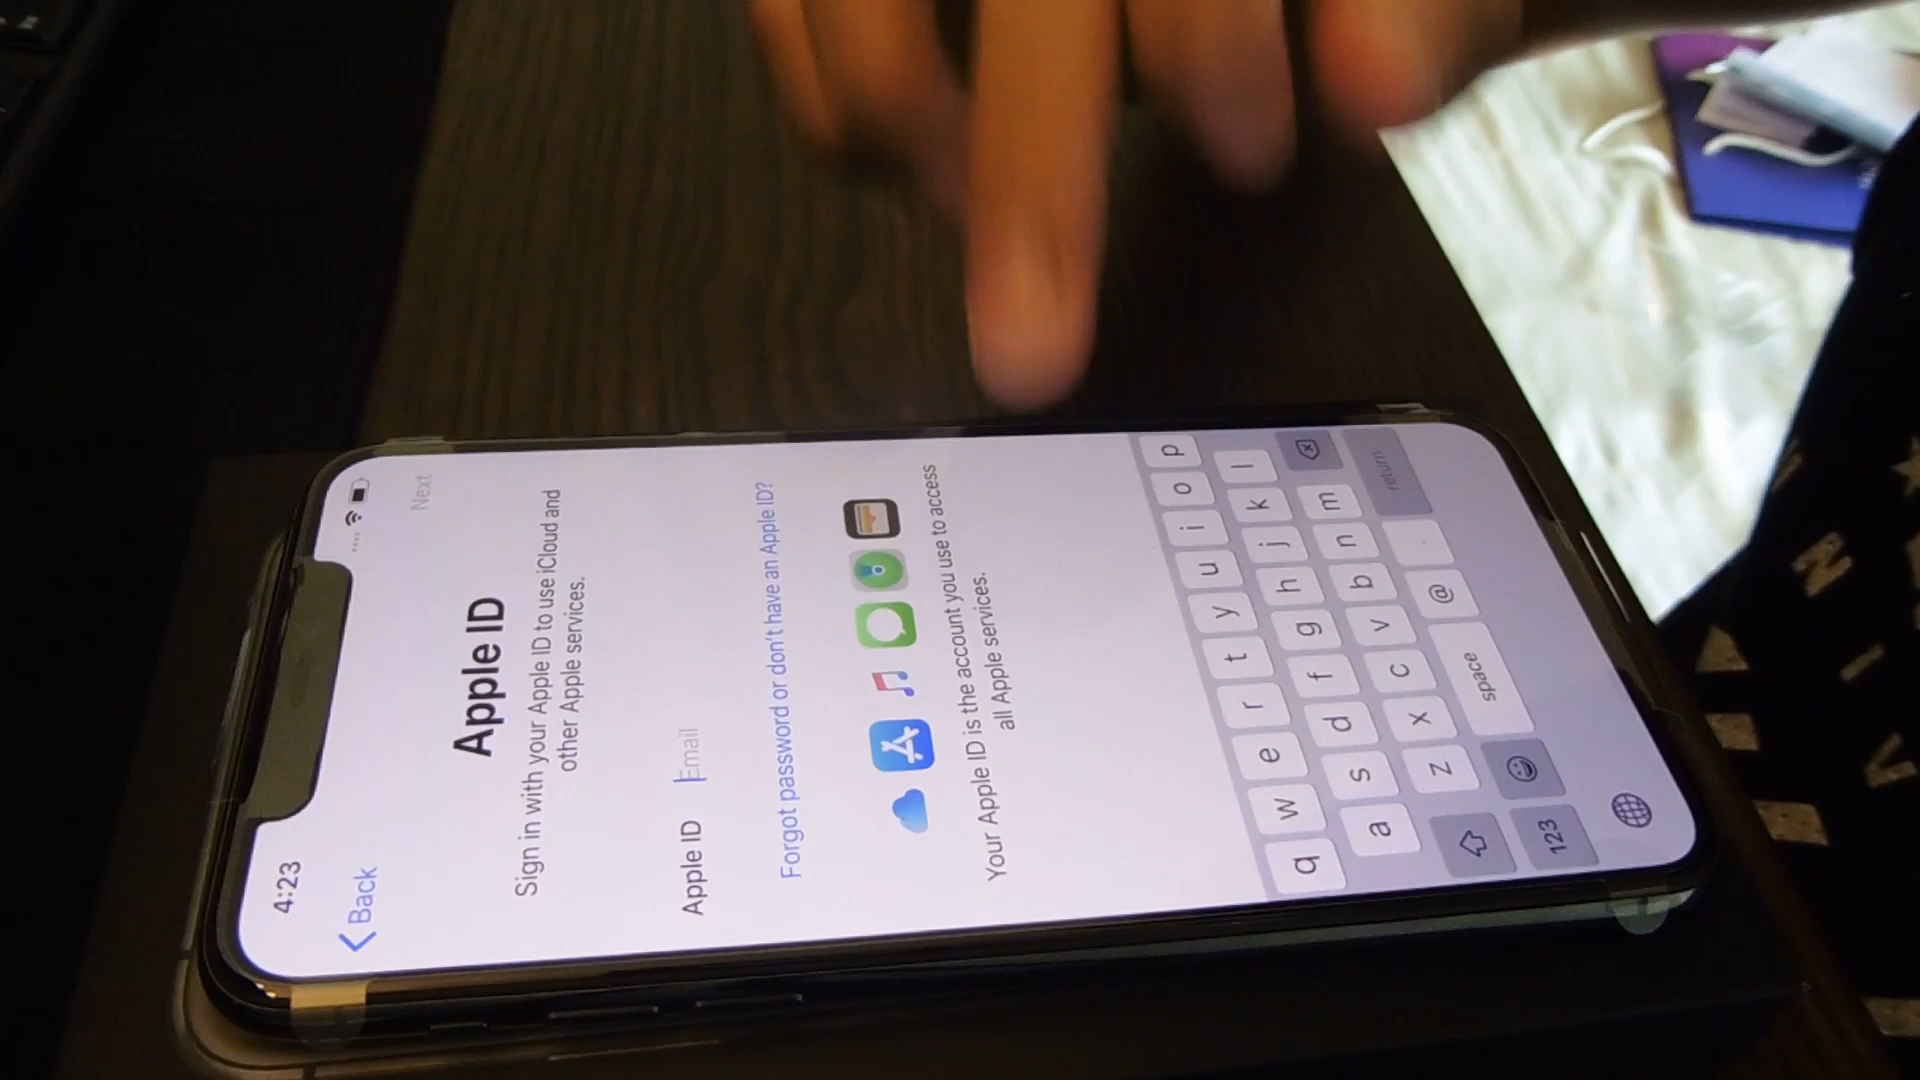 4:23
Back
Next
Apple ID
Sign in with your Apple ID to use iCloud and
other Apple services.
Apple ID Email
Forgot password or don't have an Apple ID?
Your Apple ID is the account you use to access
all Apple services.
q w e r t y u i o p
a s d f g h j k l
z x c v b n m
123 space @ . return